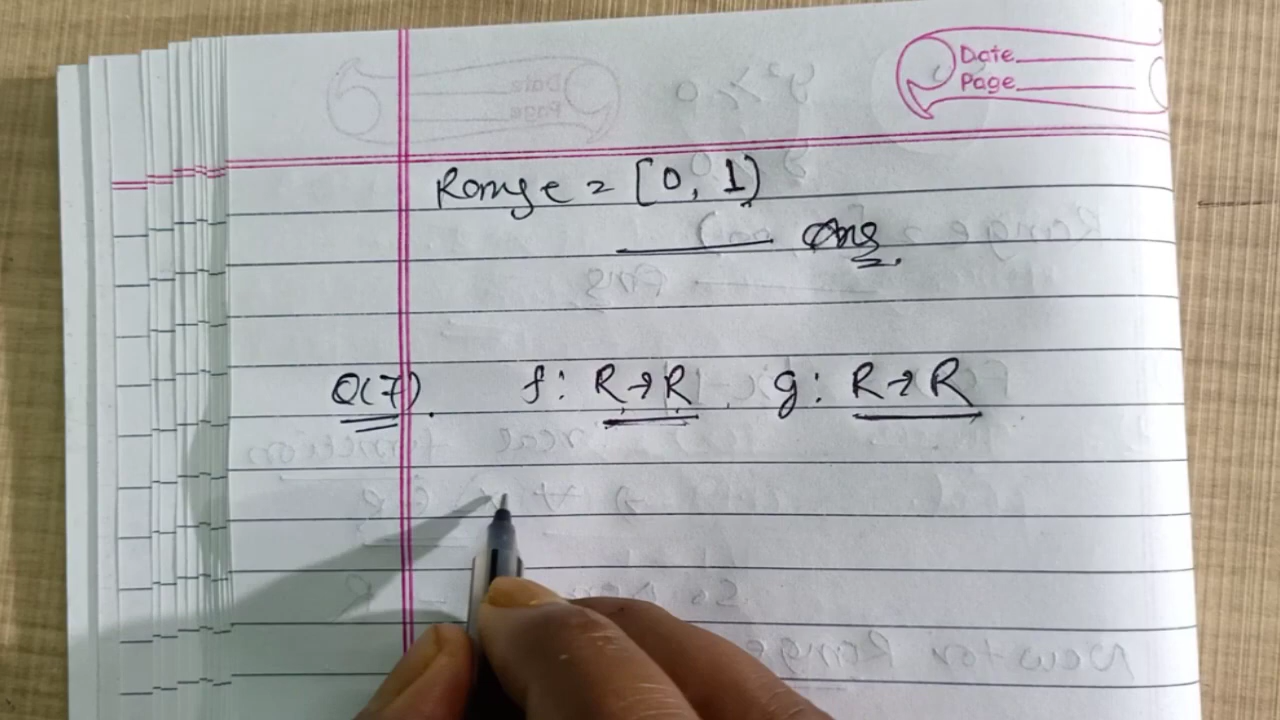 Date
Page
Range = [0, 1)
Ans.
Q(7). f: R→R g: R→R